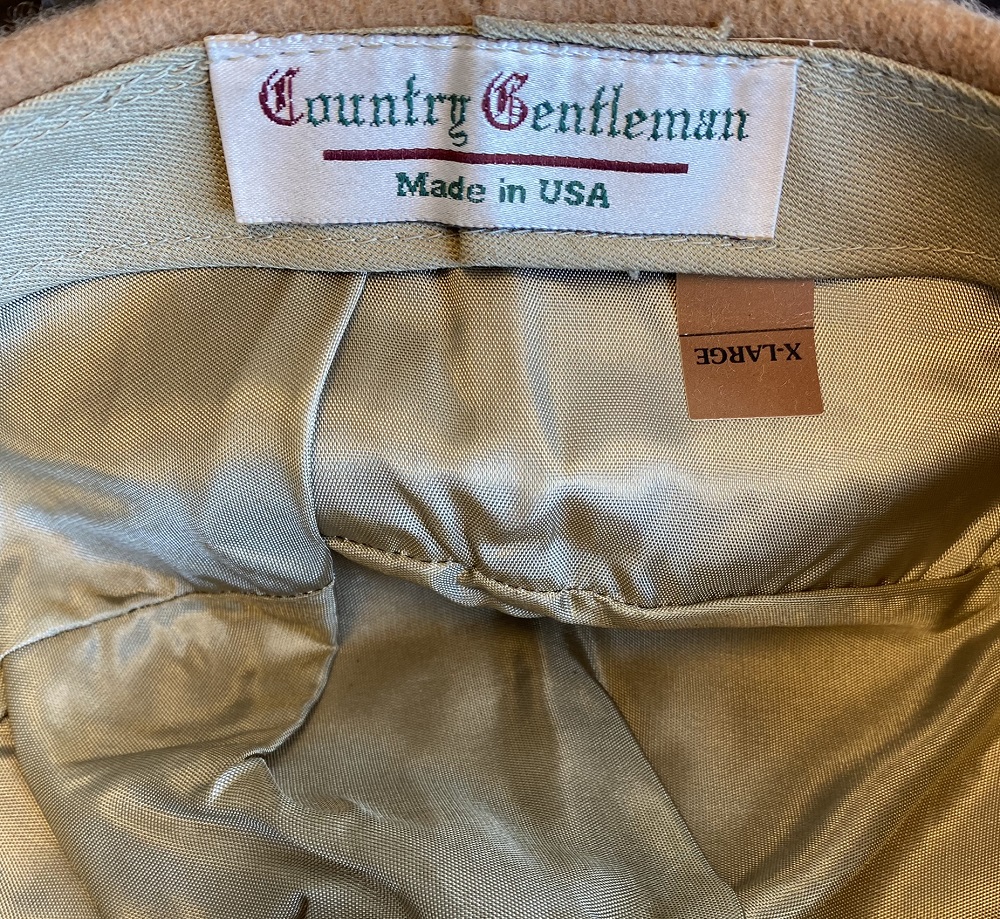 Country Gentleman
Made in USA
X-LARGE